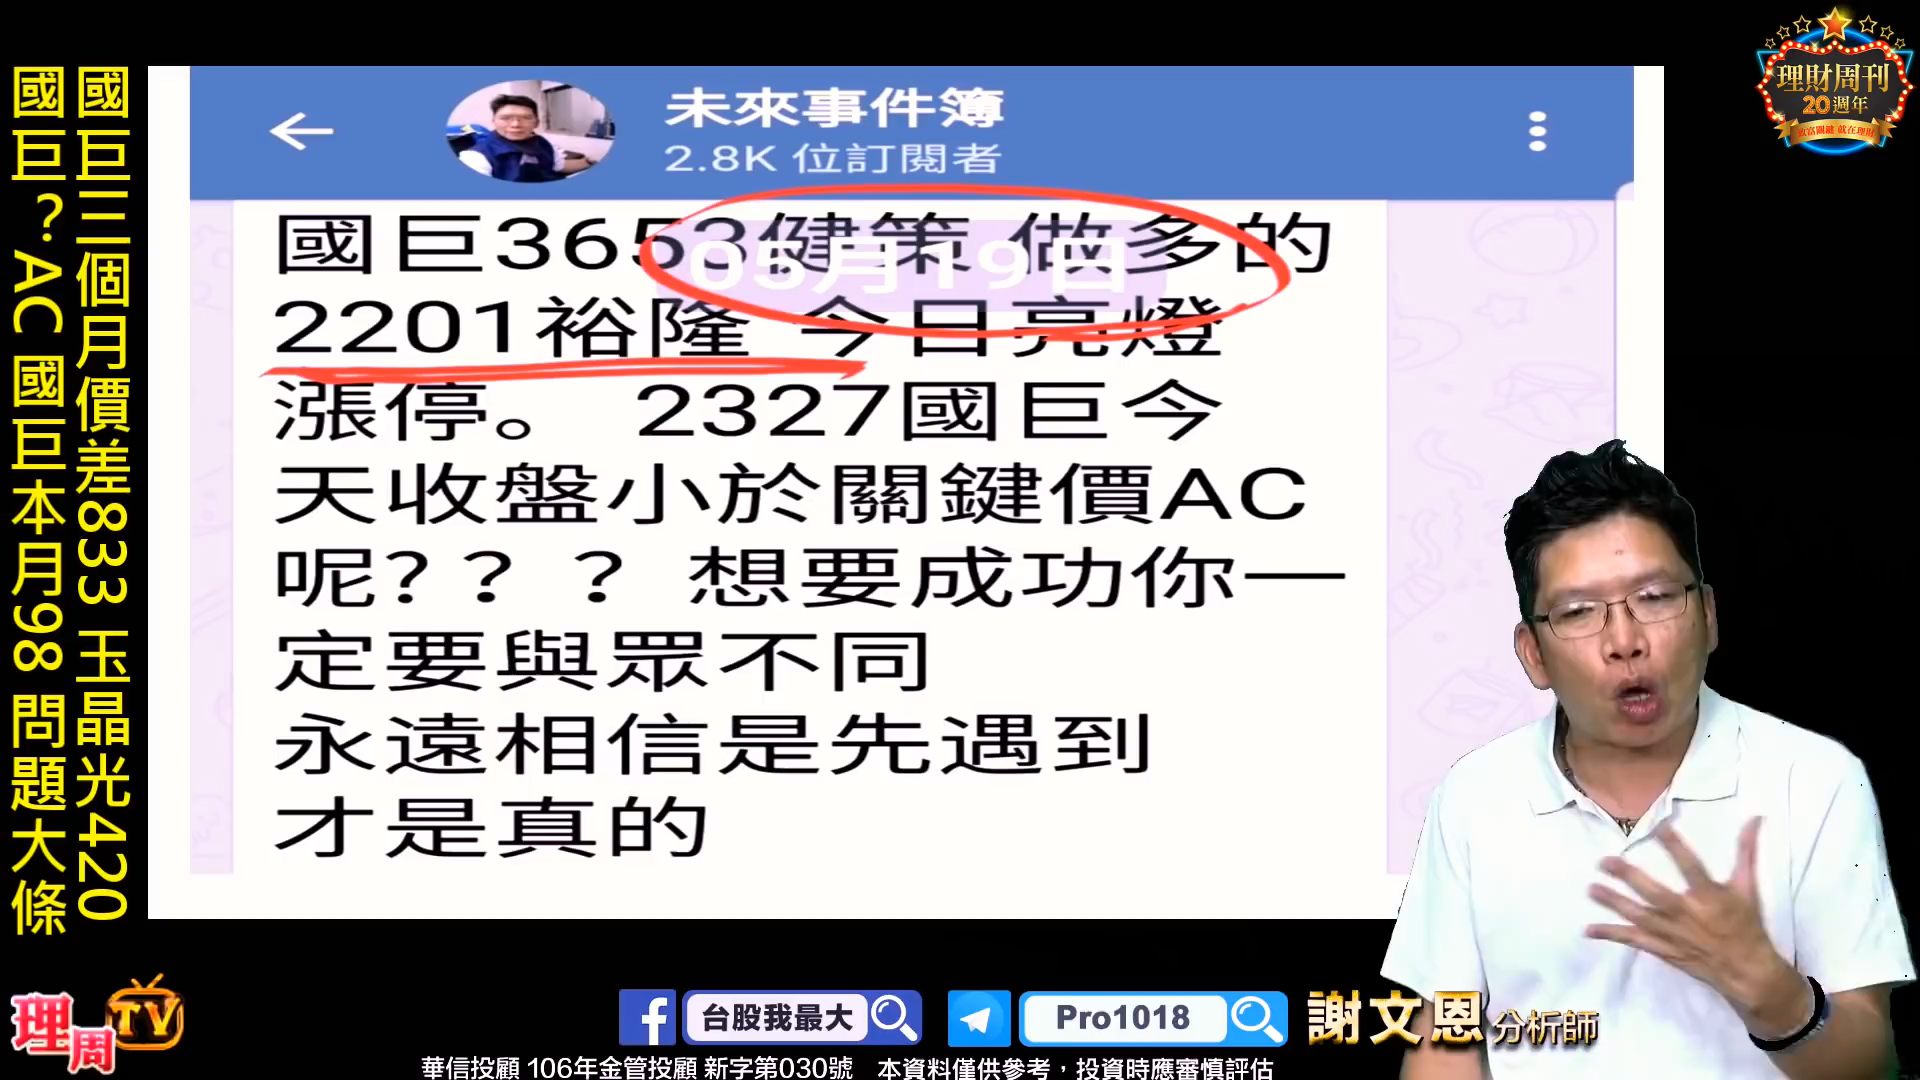 國巨三個月價差833 玉晶光420
國巨？AC 國巨本月98 問題大條
未來事件簿
2.8K 位訂閱者
國巨3653健策 做多的
05月19日
2201裕隆 今日亮燈
漲停。 2327國巨今
天收盤小於關鍵價AC
呢? ? ? 想要成功你一
定要與眾不同
永遠相信是先遇到
才是真的
理財周刊
20週年
致富關鍵 就在理財
理周TV
台股我最大
Pro1018
謝文恩 分析師
華信投顧 106年金管投顧 新字第030號 本資料僅供參考，投資時應審慎評估